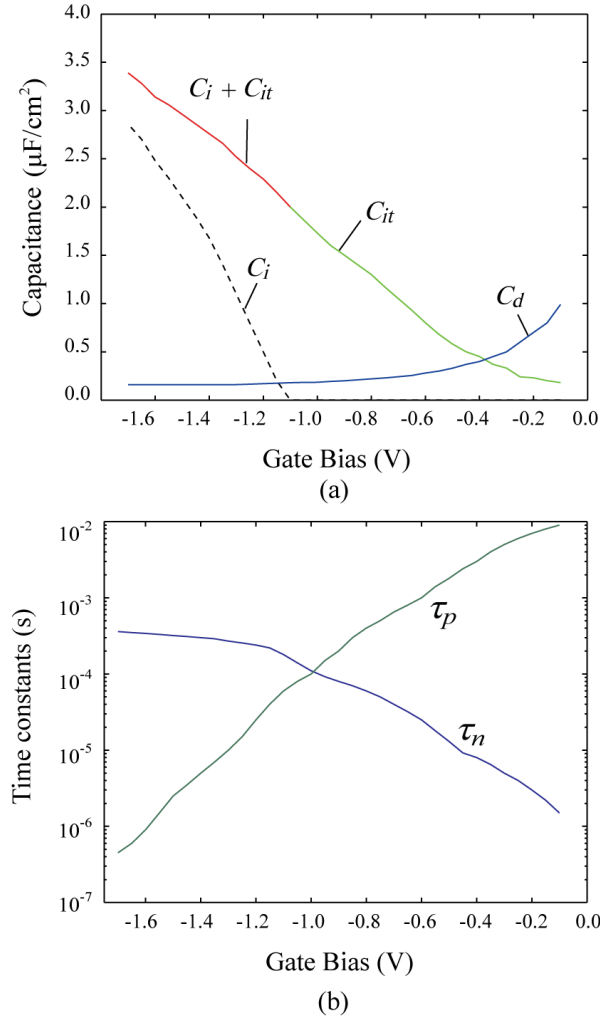 4.0
3.5
3.0
2.5
2.0
1.5
1.0
0.5
0.0
Capacitance (μF/cm²)
Cᵢ + Cᵢₜ
Cᵢₜ
Cᵢ
C_d
-1.6 -1.4 -1.2 -1.0 -0.8 -0.6 -0.4 -0.2 0.0
Gate Bias (V)
(a)
10⁻²
10⁻³
10⁻⁴
10⁻⁵
10⁻⁶
10⁻⁷
Time constants (s)
τₚ
τₙ
-1.6 -1.4 -1.2 -1.0 -0.8 -0.6 -0.4 -0.2 0.0
Gate Bias (V)
(b)